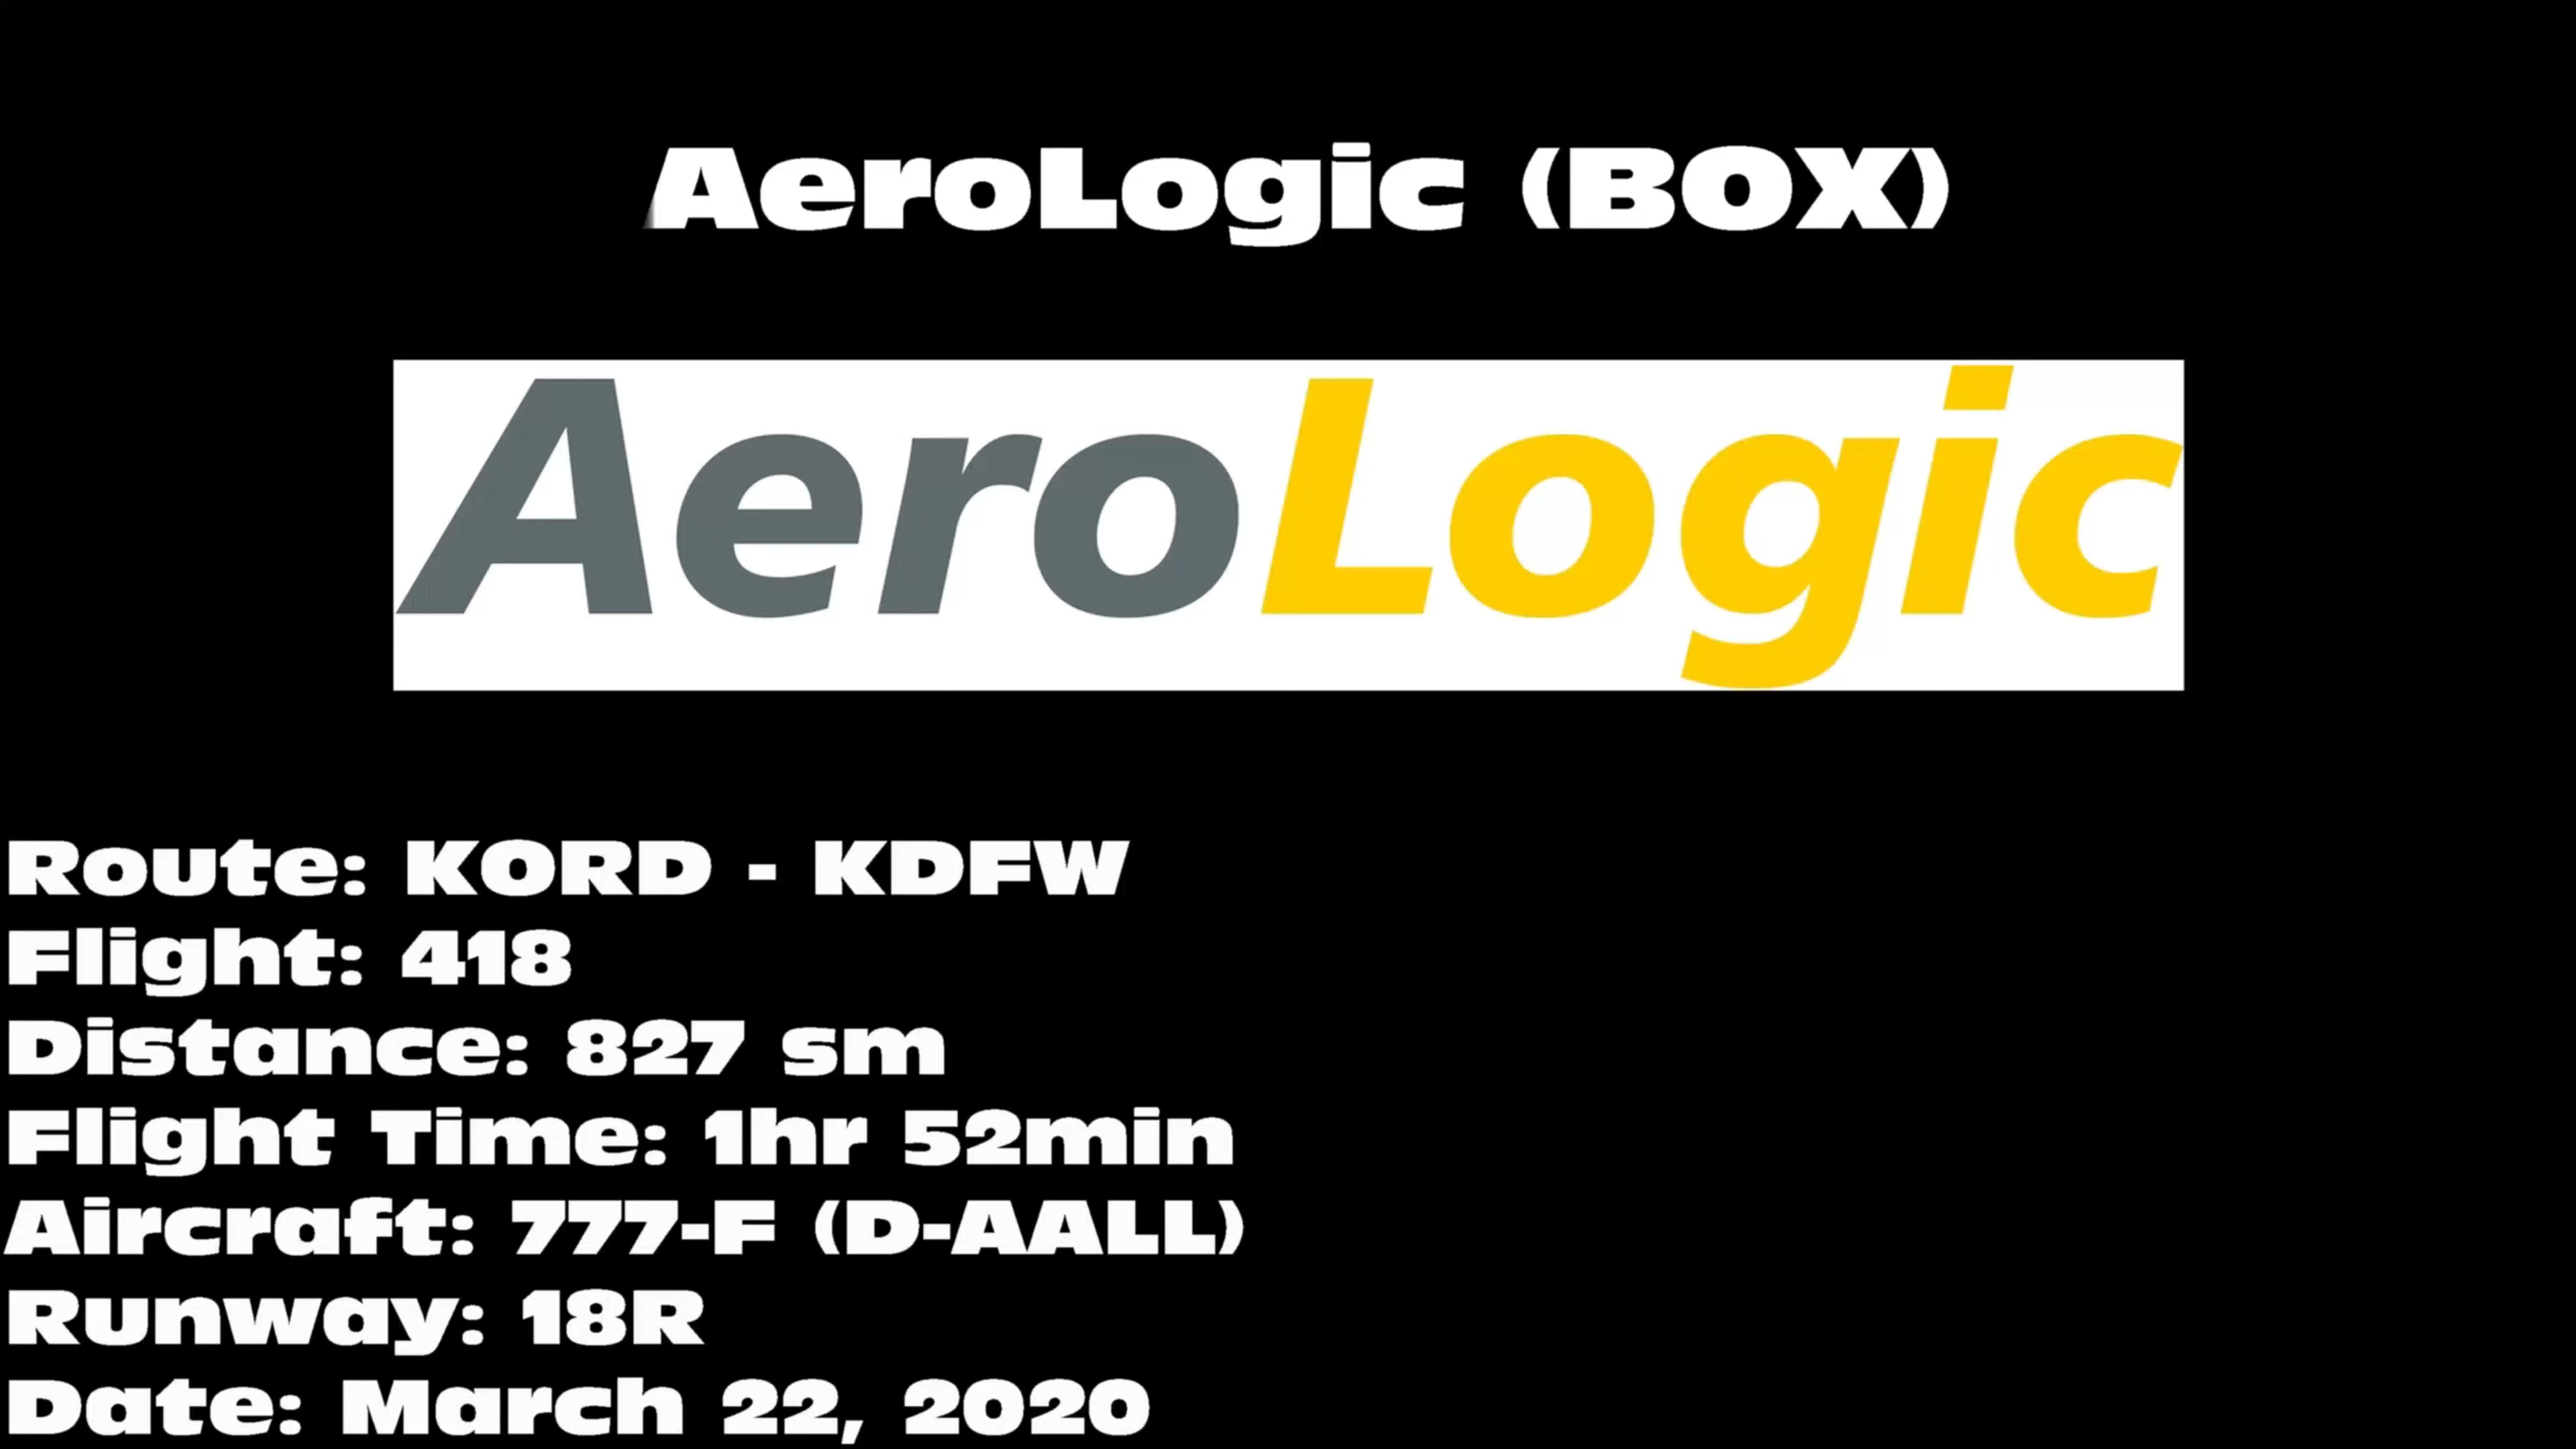 AeroLogic (BOX)
AeroLogic
Route: KORD - KDFW
Flight: 418
Distance: 827 sm
Flight Time: 1hr 52min
Aircraft: 777-F (D-AALL)
Runway: 18R
Date: March 22, 2020